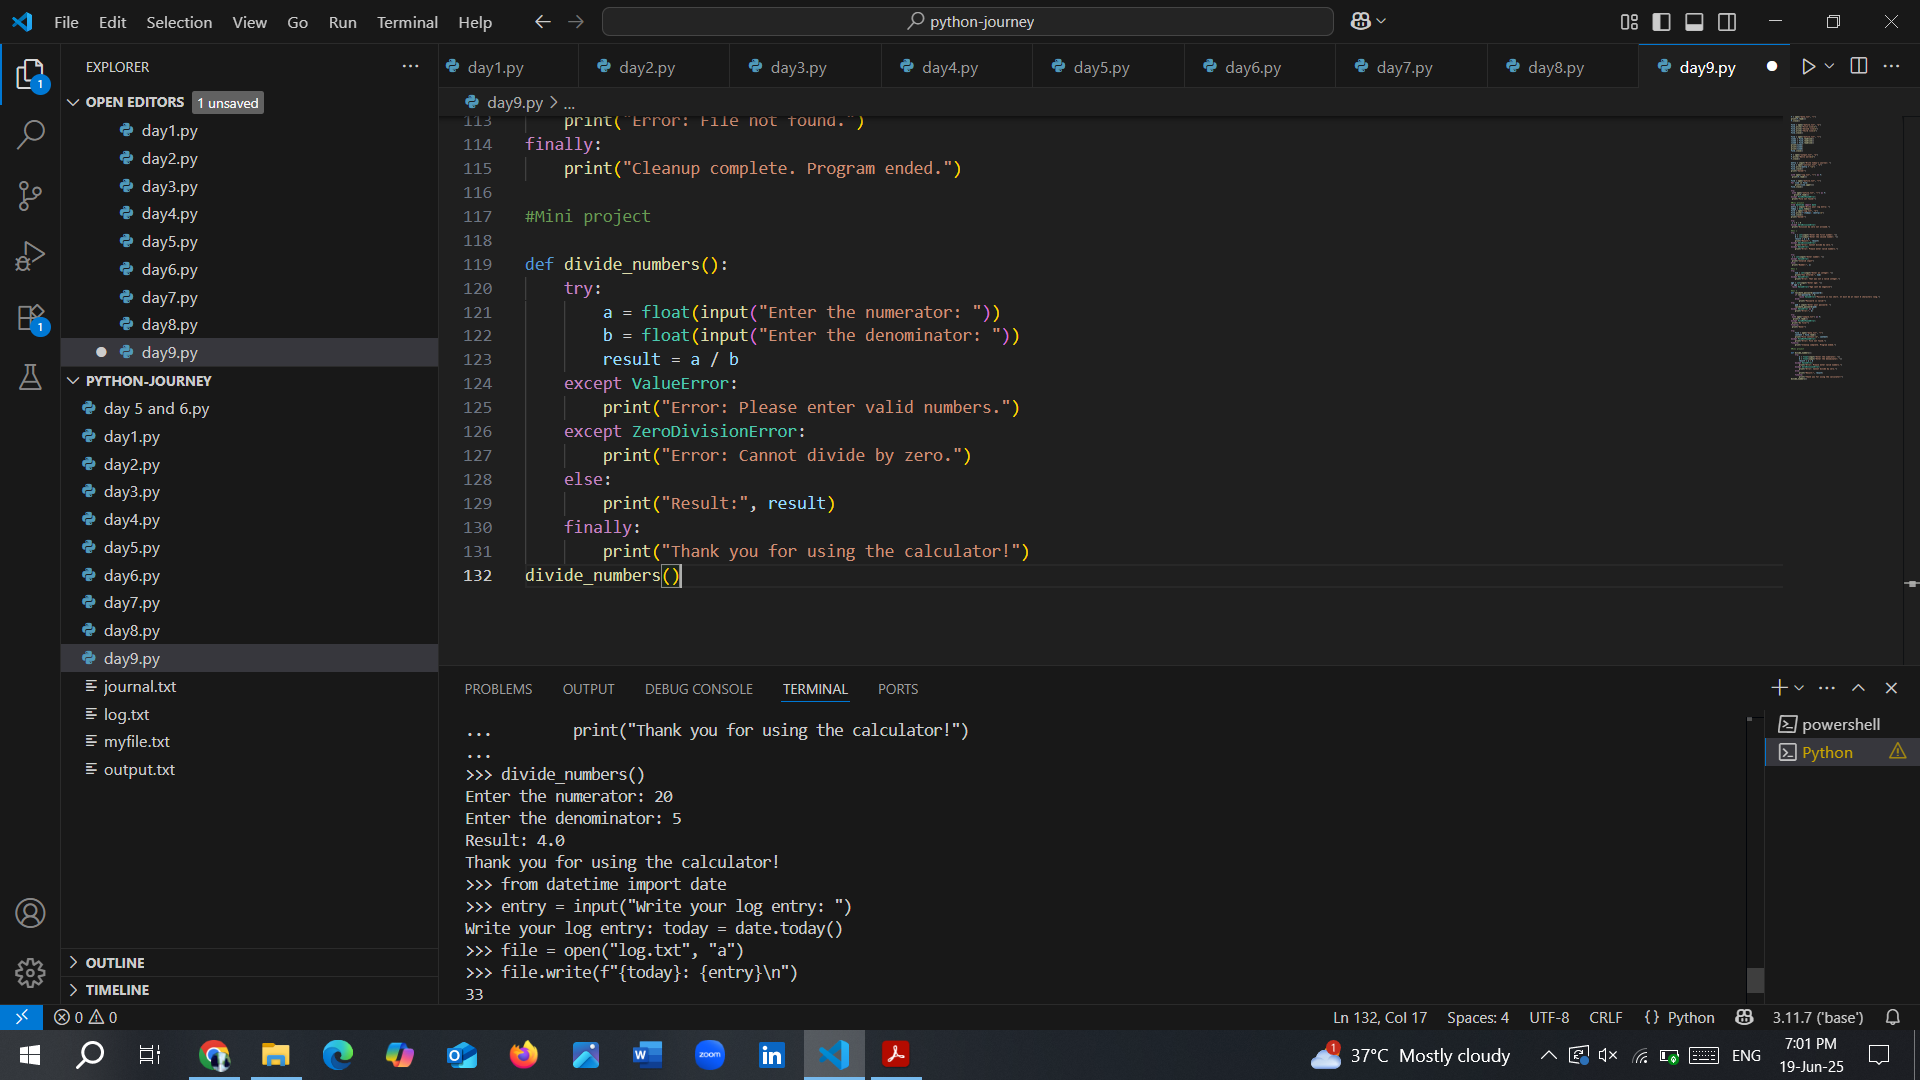 File Edit Selection View Go Run Terminal Help
python-journey
EXPLORER
OPEN EDITORS 1 unsaved
day1.py
day2.py
day3.py
day4.py
day5.py
day6.py
day7.py
day8.py
day9.py
PYTHON-JOURNEY
day 5 and 6.py
day1.py
day2.py
day3.py
day4.py
day5.py
day6.py
day7.py
day8.py
day9.py
journal.txt
log.txt
myfile.txt
output.txt
OUTLINE
TIMELINE
1
1
day1.py day2.py day3.py day4.py day5.py day6.py day7.py day8.py day9.py
day9.py > ...
113 print("Error: File not found.")
114 finally:
115 print("Cleanup complete. Program ended.")
116
117 #Mini project
118
119 def divide_numbers():
120 try:
121 a = float(input("Enter the numerator: "))
122 b = float(input("Enter the denominator: "))
123 result = a / b
124 except ValueError:
125 print("Error: Please enter valid numbers.")
126 except ZeroDivisionError:
127 print("Error: Cannot divide by zero.")
128 else:
129 print("Result:", result)
130 finally:
131 print("Thank you for using the calculator!")
132 divide_numbers()
PROBLEMS OUTPUT DEBUG CONSOLE TERMINAL PORTS
... print("Thank you for using the calculator!")
...
>>> divide_numbers()
Enter the numerator: 20
Enter the denominator: 5
Result: 4.0
Thank you for using the calculator!
>>> from datetime import date
>>> entry = input("Write your log entry: ")
Write your log entry: today = date.today()
>>> file = open("log.txt", "a")
>>> file.write(f"{today}: {entry}\n")
33
powershell
Python
0 0
Ln 132, Col 17 Spaces: 4 UTF-8 CRLF {} Python 3.11.7 ('base')
zoom
1
37°C Mostly cloudy
ENG
7:01 PM
19-Jun-25